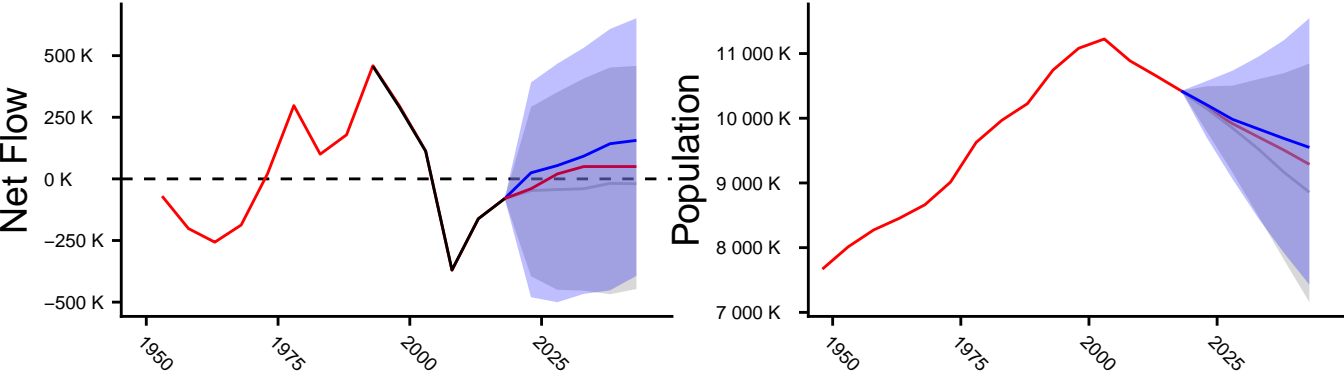 Net Flow
500 K
250 K
0 K
−250 K
−500 K
1950
1975
2000
2025
Population
11 000 K
10 000 K
9 000 K
8 000 K
7 000 K
1950
1975
2000
2025